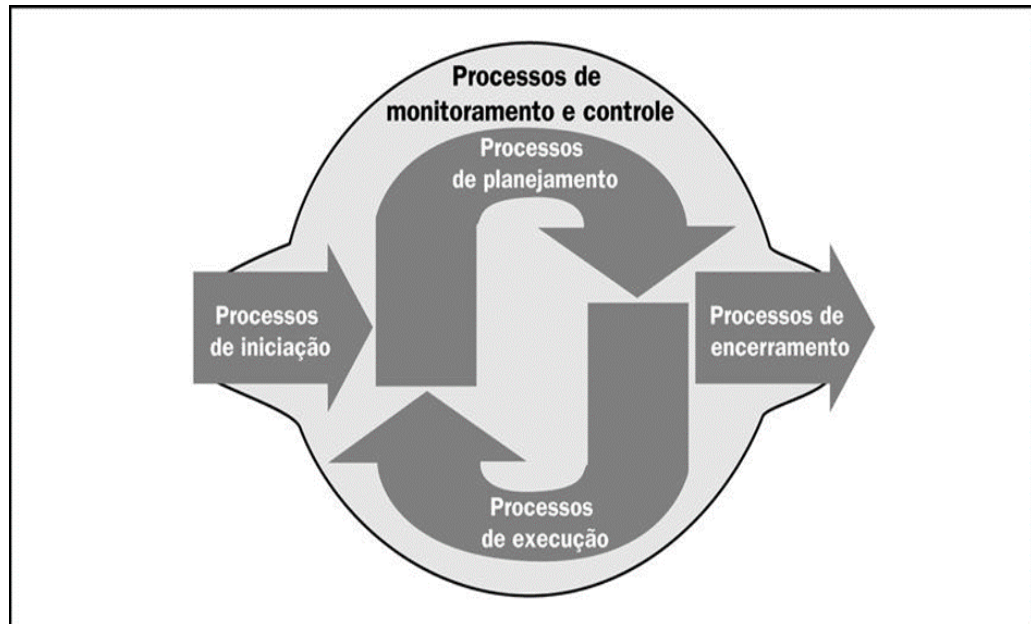 Processos de
monitoramento e controle
Processos
de planejamento
Processos
de iniciação
Processos de
encerramento
Processos
de execução